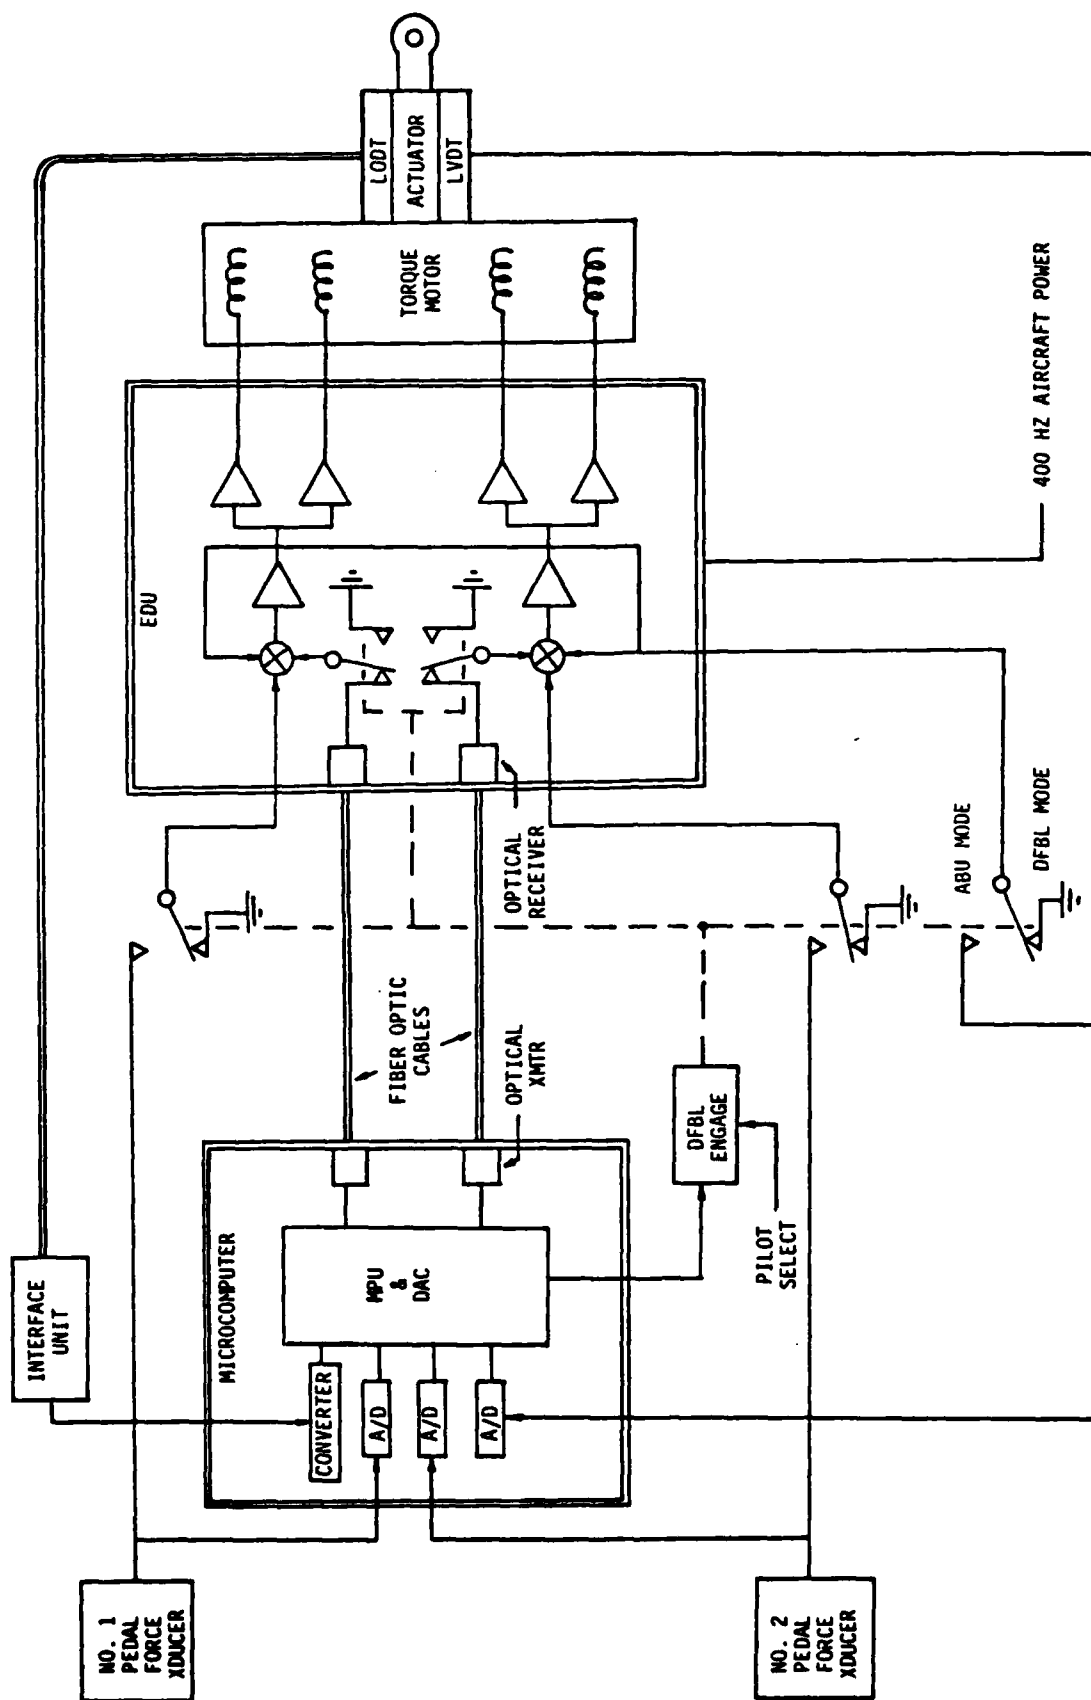 NO. 1
PEDAL
FORCE
XDUCER
NO. 2
PEDAL
FORCE
XDUCER
INTERFACE
UNIT
MICROCOMPUTER
CONVERTER
A/D
A/D
A/D
MPU
&
DAC
OPTICAL
XMTR
FIBER OPTIC
CABLES
PILOT
SELECT
DFBL
ENGAGE
OPTICAL
RECEIVER
EDU
ABU MODE
DFBL MODE
400 HZ AIRCRAFT POWER
TORQUE
MOTOR
LODT
ACTUATOR
LVDT